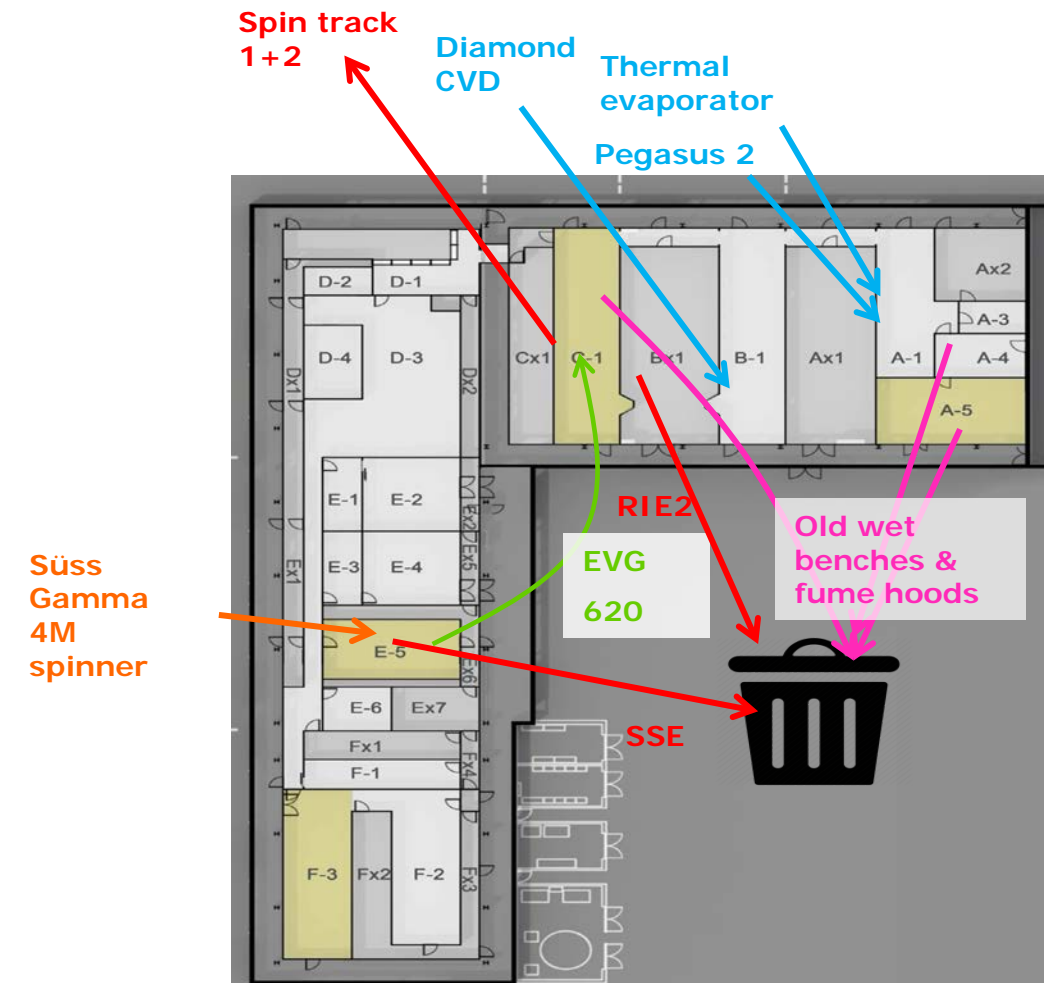 Spin track
1+2
Diamond
CVD
Thermal
evaporator
Pegasus 2
D-2
D-1
Ax2
A-3
D-4
D-3
Dx1
Dx2
Cx1
C-1
Bx1
B-1
Ax1
A-1
A-4
A-5
E-1
E-2
Ex2
RIE2
Old wet
benches &
fume hoods
Ex1
E-3
E-4
Ex5
EVG
620
Süss
Gamma
4M
spinner
E-5
Ex6
E-6
Ex7
SSE
Fx1
F-1
Fx4
F-3
Fx2
F-2
Fx3